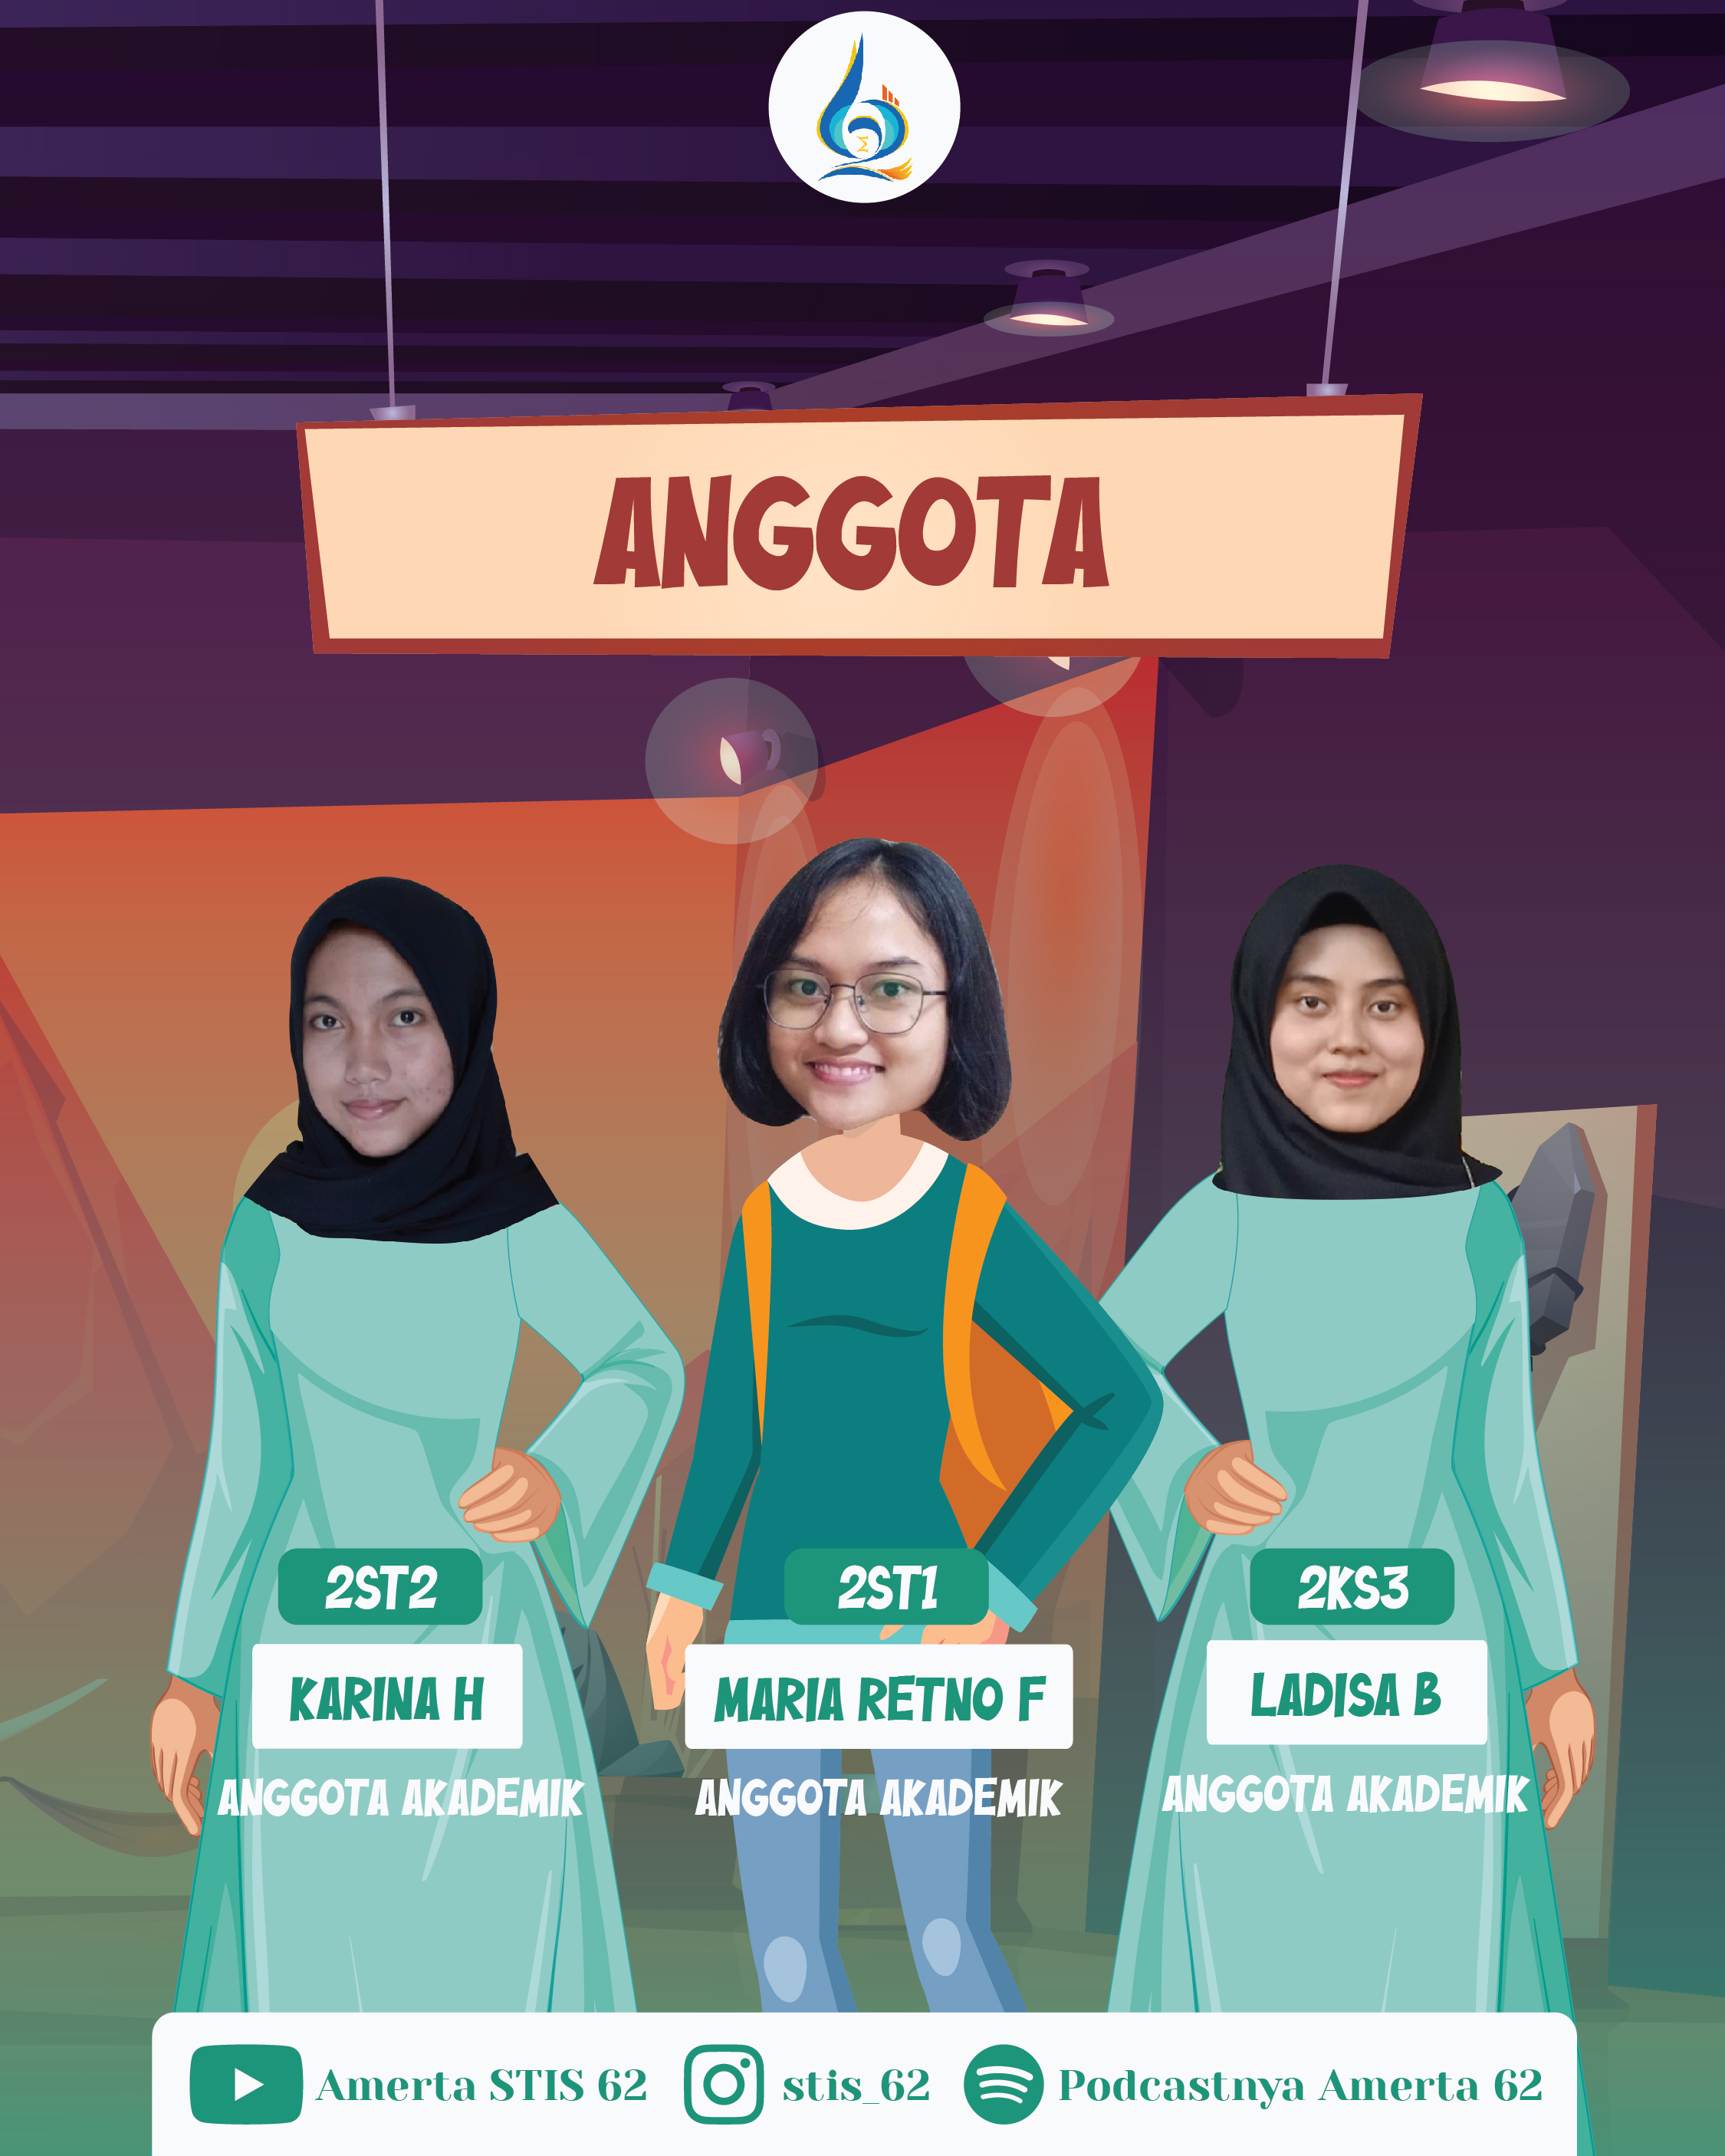 ANGGOTA
2ST2
KARINA H
ANGGOTA AKADEMIK
2ST1
MARIA RETNO F
ANGGOTA AKADEMIK
2KS3
LADISA B
ANGGOTA AKADEMIK
Amerta STIS 62
stis_62
Podcastnya Amerta 62